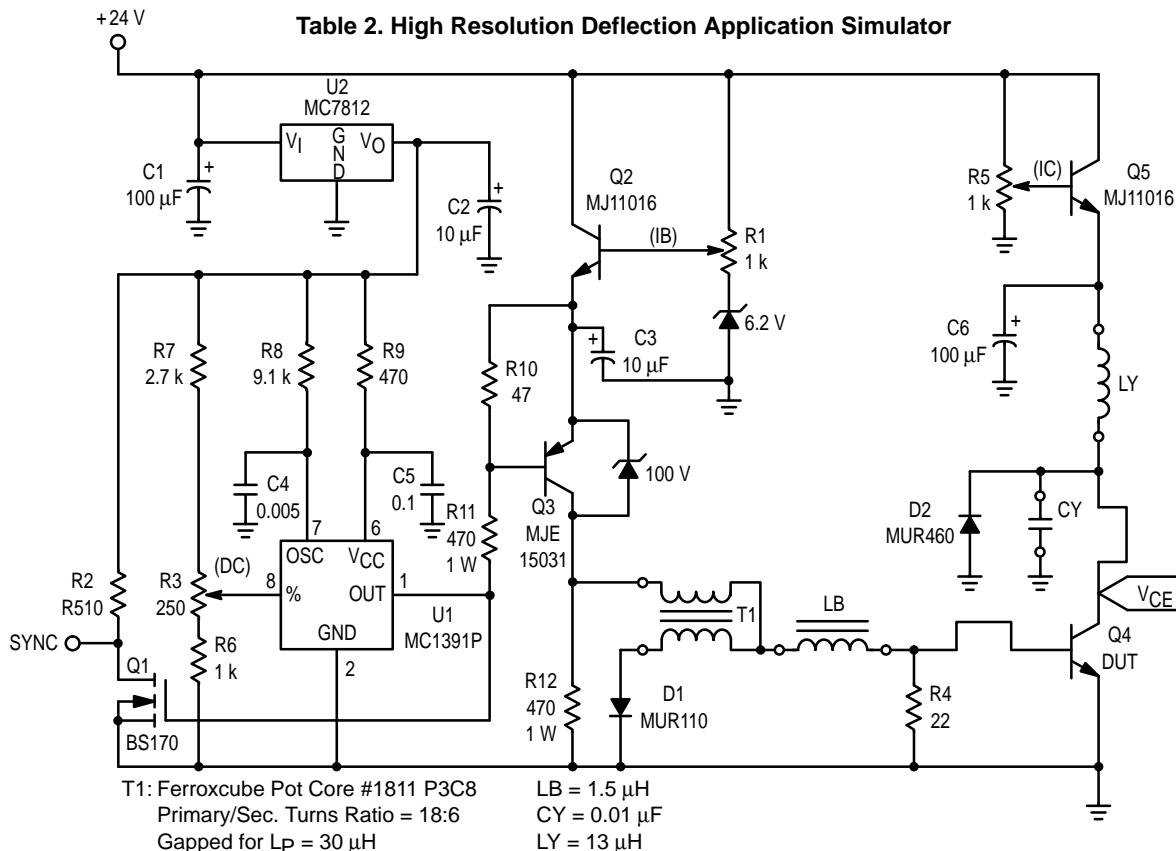 +24 V
Table 2. High Resolution Deflection Application Simulator
U2
MC7812
VI
GND
VO
C1
100 µF
+
C2
10 µF
+
Q2
MJ11016
(IB)
R1
1 k
6.2 V
R5
1 k
(IC)
Q5
MJ11016
R7
2.7 k
R8
9.1 k
R9
470
R10
47
+
C3
10 µF
C6
100 µF
+
LY
C4
0.005
C5
0.1
R11
470
1 W
Q3
MJE
15031
100 V
D2
MUR460
CY
7
6
OSC
VCC
R2
R510
R3
250
(DC)
8
%
OUT
1
U1
MC1391P
GND
2
T1
LB
VCE
SYNC
Q1
BS170
R6
1 k
R12
470
1 W
D1
MUR110
R4
22
Q4
DUT
T1: Ferroxcube Pot Core #1811 P3C8
Primary/Sec. Turns Ratio = 18:6
Gapped for LP = 30 µH
LB = 1.5 µH
CY = 0.01 µF
LY = 13 µH